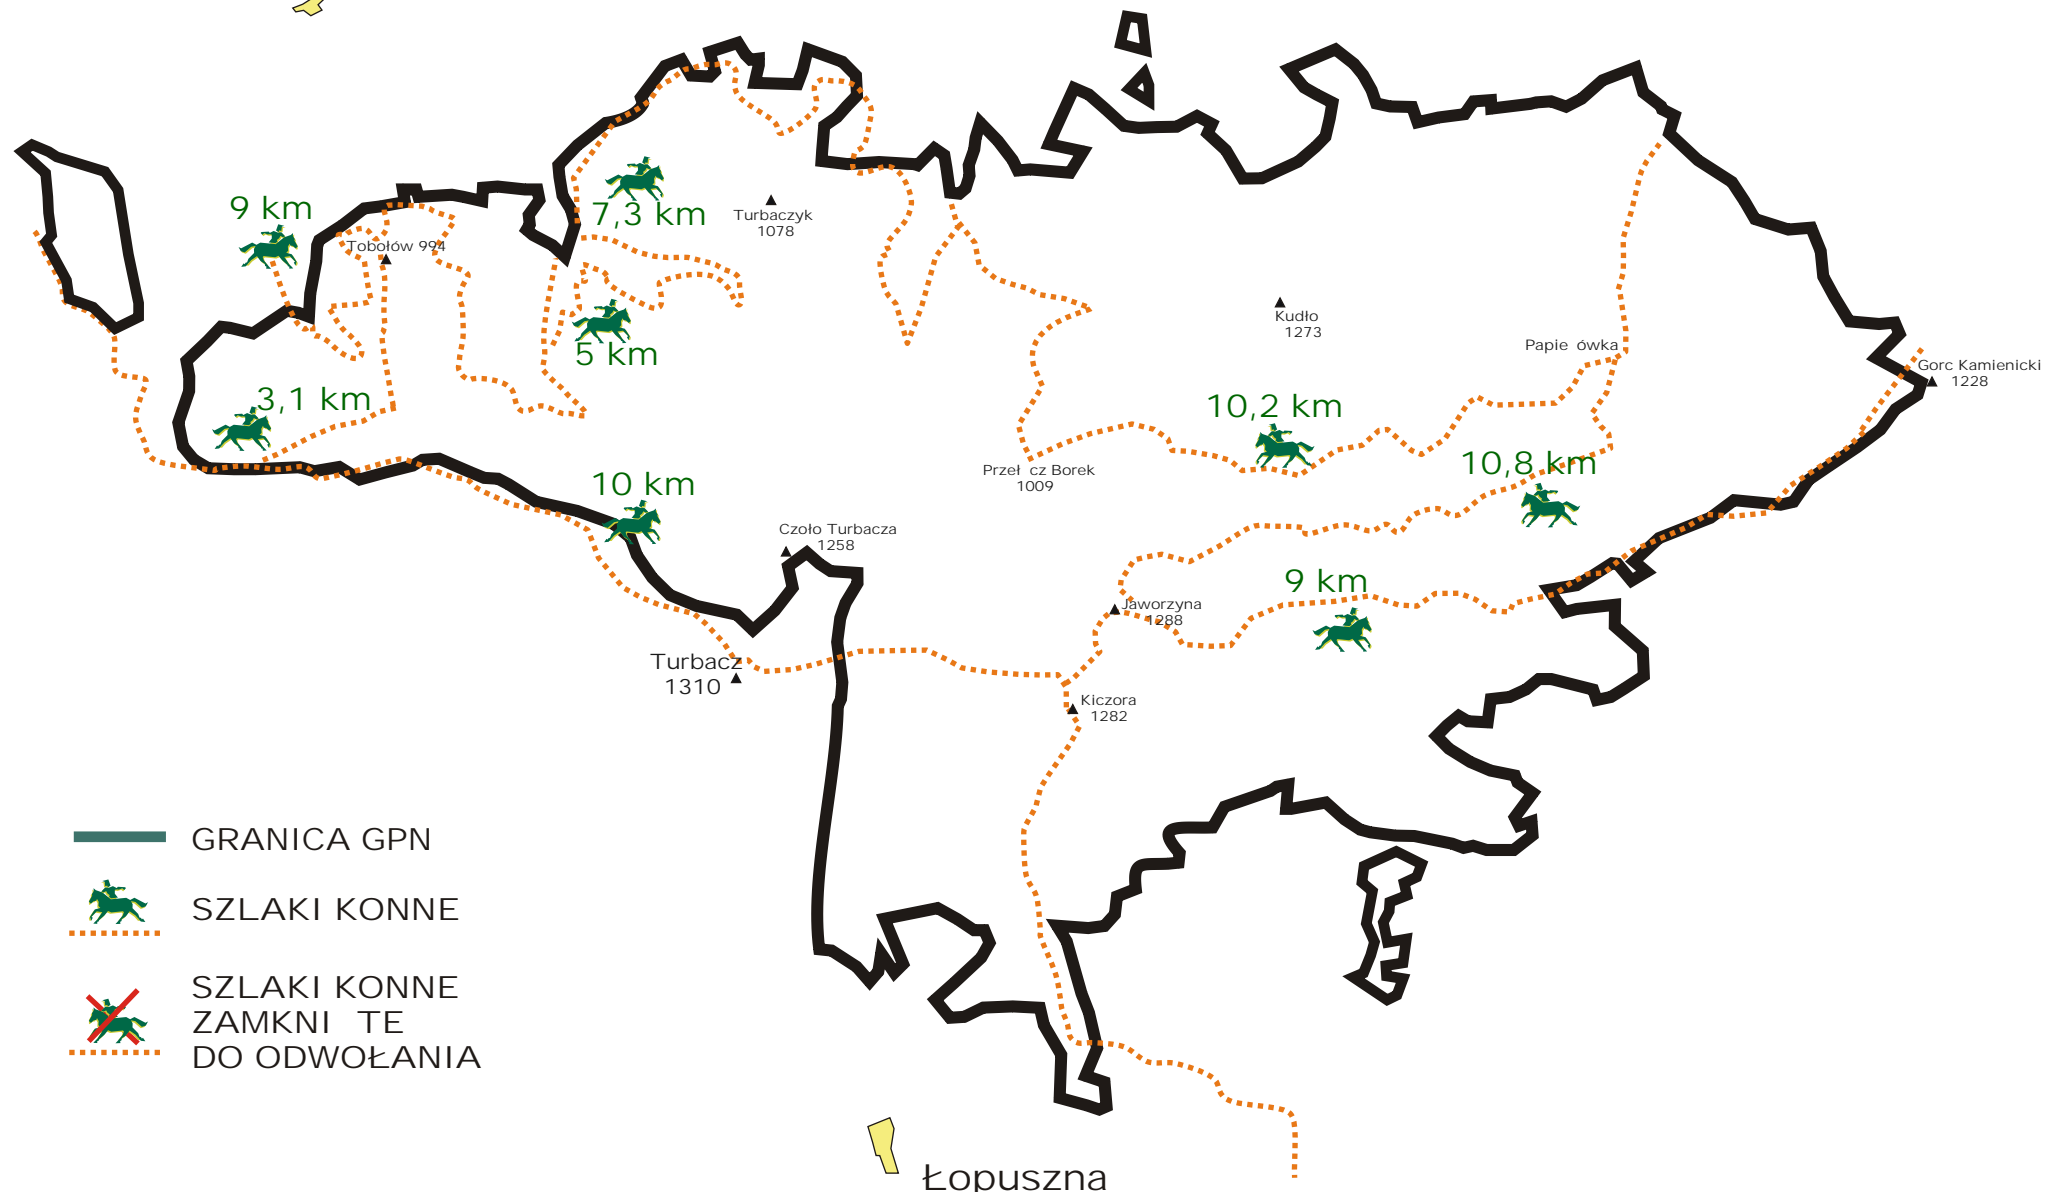 9 km
Tobołów 994
7,3 km
Turbaczyk
1078
5 km
3,1 km
Kudło
1273
Papie ówka
Gorc Kamienicki
1228
10,2 km
10,8 km
Przeł cz Borek
1009
10 km
Czoło Turbacza
1258
9 km
Jaworzyna
1288
Turbacz
1310
Kiczora
1282
GRANICA GPN
SZLAKI KONNE
SZLAKI KONNE
ZAMKNI TE
DO ODWOŁANIA
Łopuszna